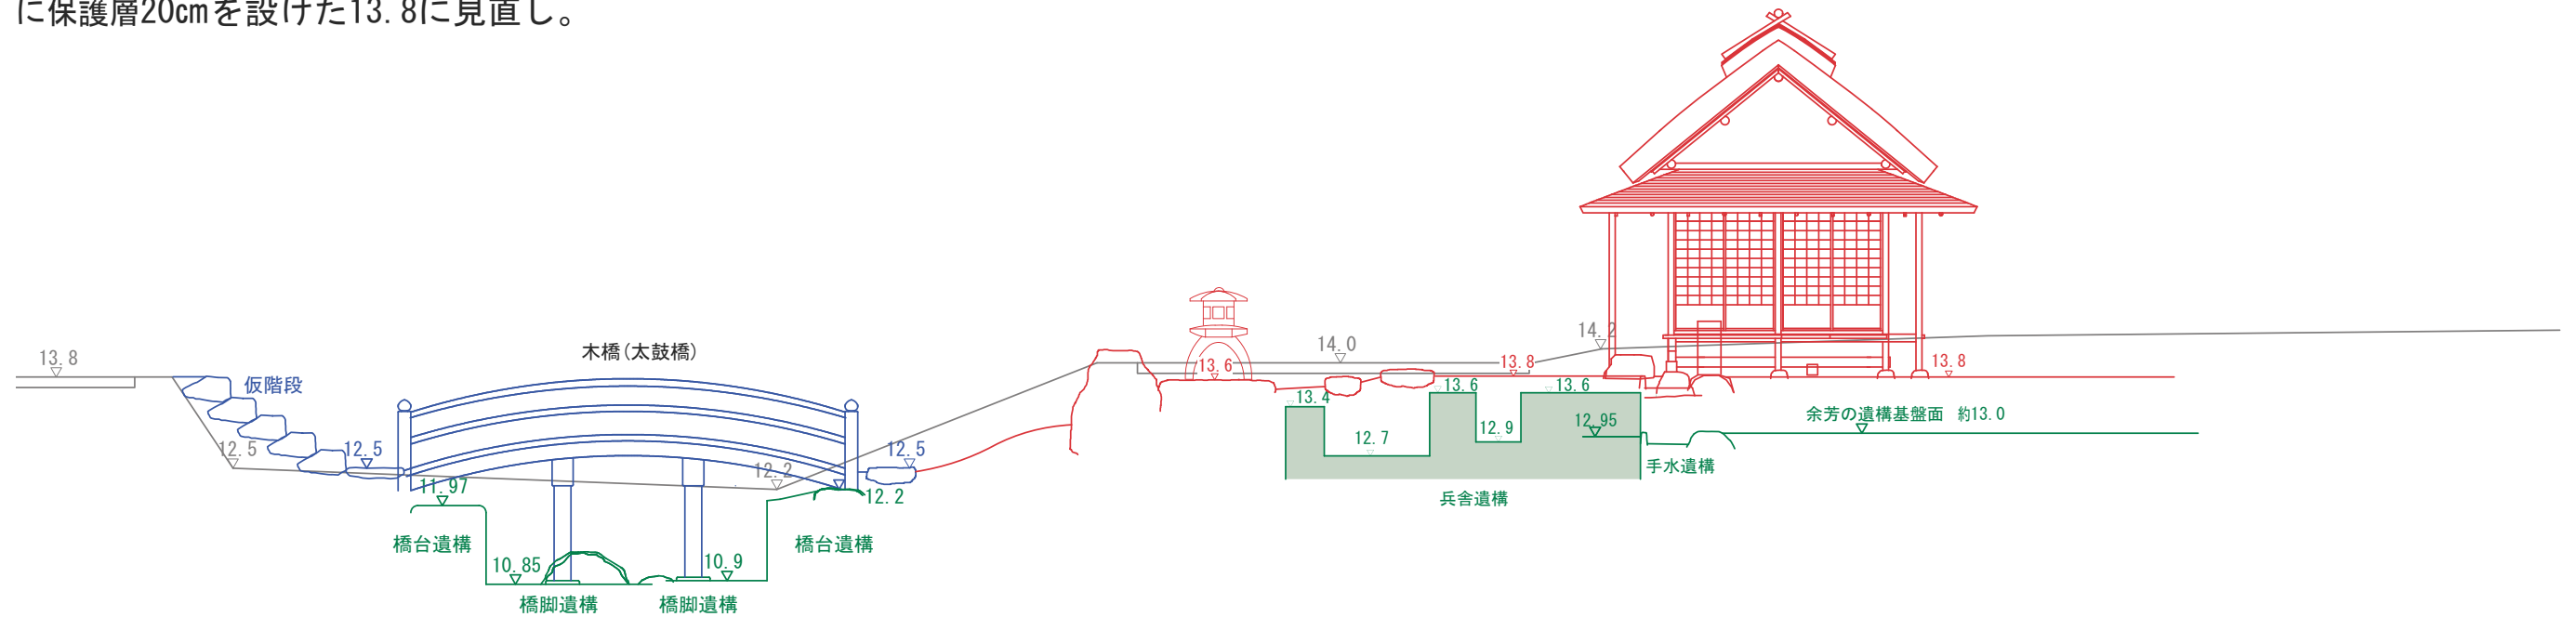 に保護層20㎝を設けた13.8に見直し。
13.8
仮階段
12.5
12.5
木橋(太鼓橋)
11.97
橋台遺構
10.85
橋脚遺構
10.9
橋脚遺構
12.2
12.5
12.2
橋台遺構
13.6
14.0
13.8
14.2
13.4
12.7
13.6
12.9
13.6
12.95
兵舎遺構
手水遺構
13.8
余芳の遺構基盤面 約13.0